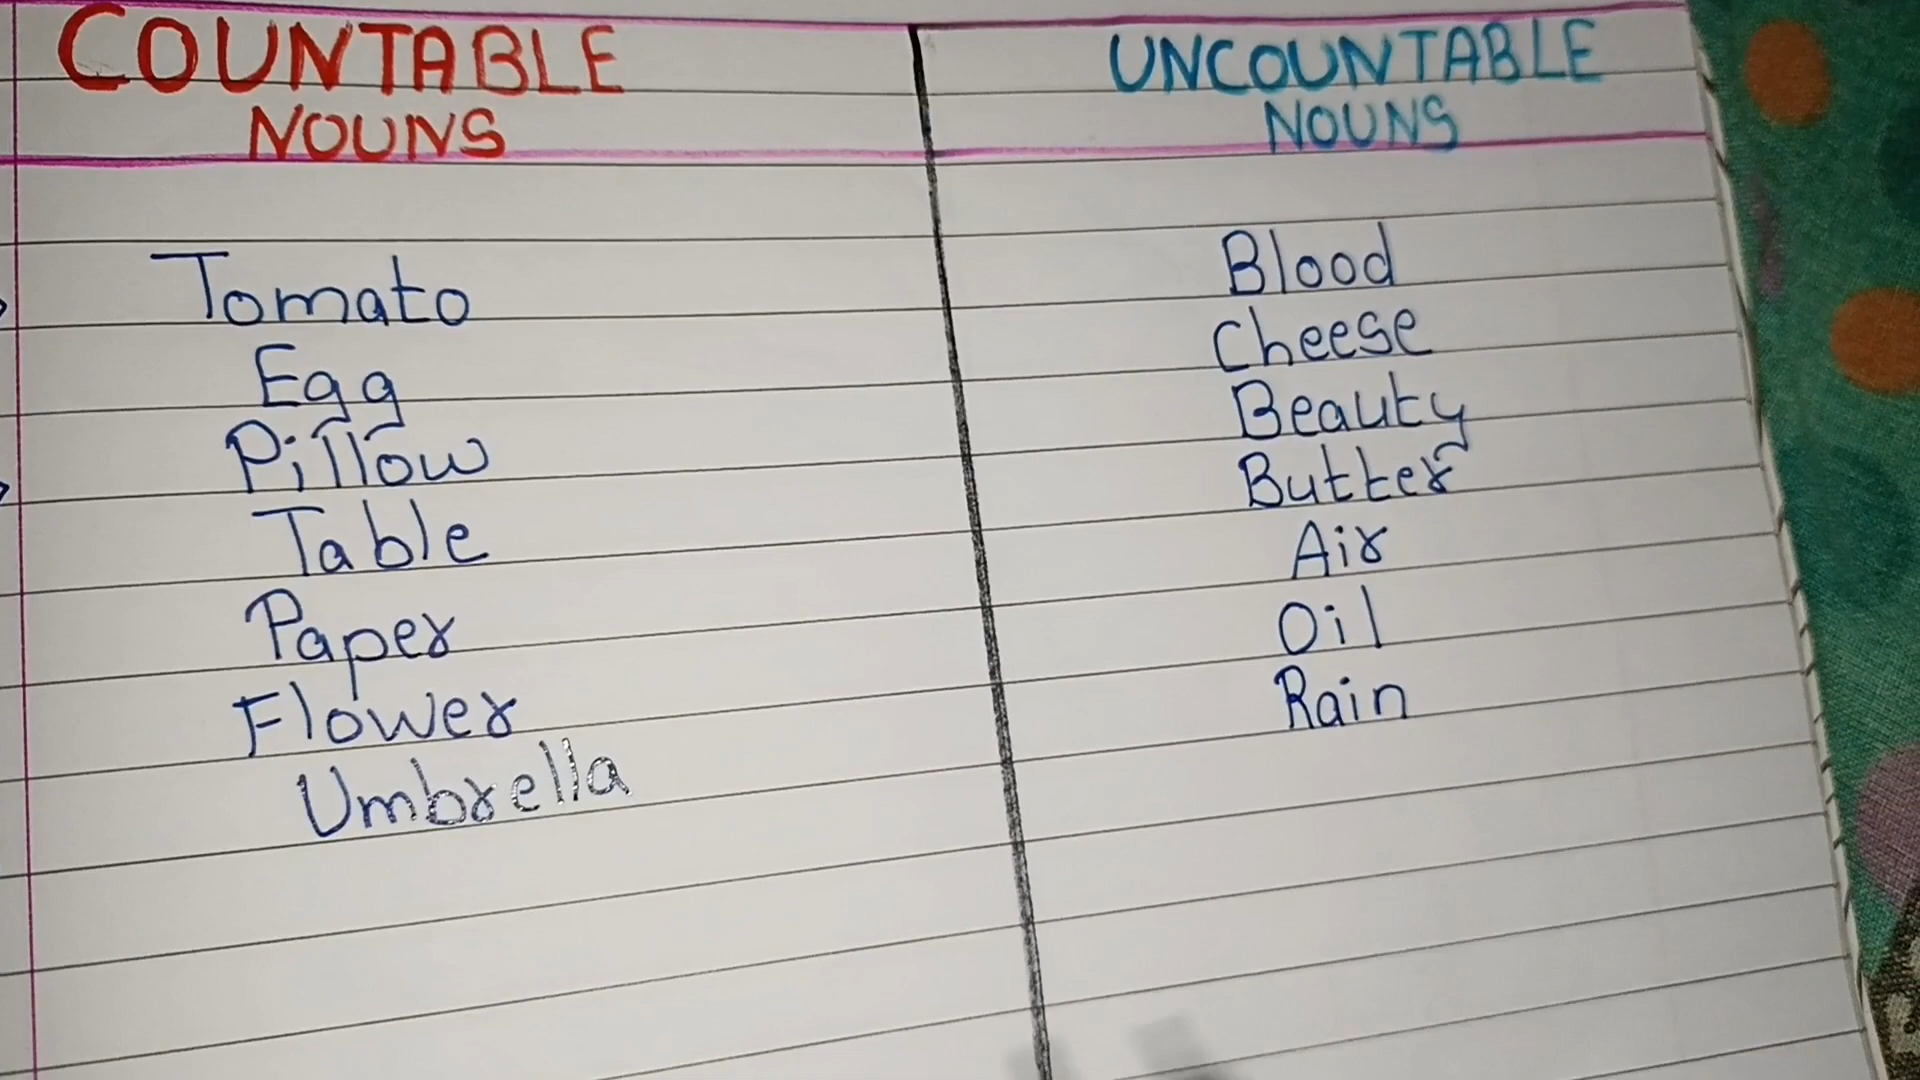 COUNTABLE
NOUNS
Tomato
Egg
Pillow
Table
Paper
Flower
Umbrella
UNCOUNTABLE
NOUNS
Blood
Cheese
Beauty
Butter
Air
Oil
Rain